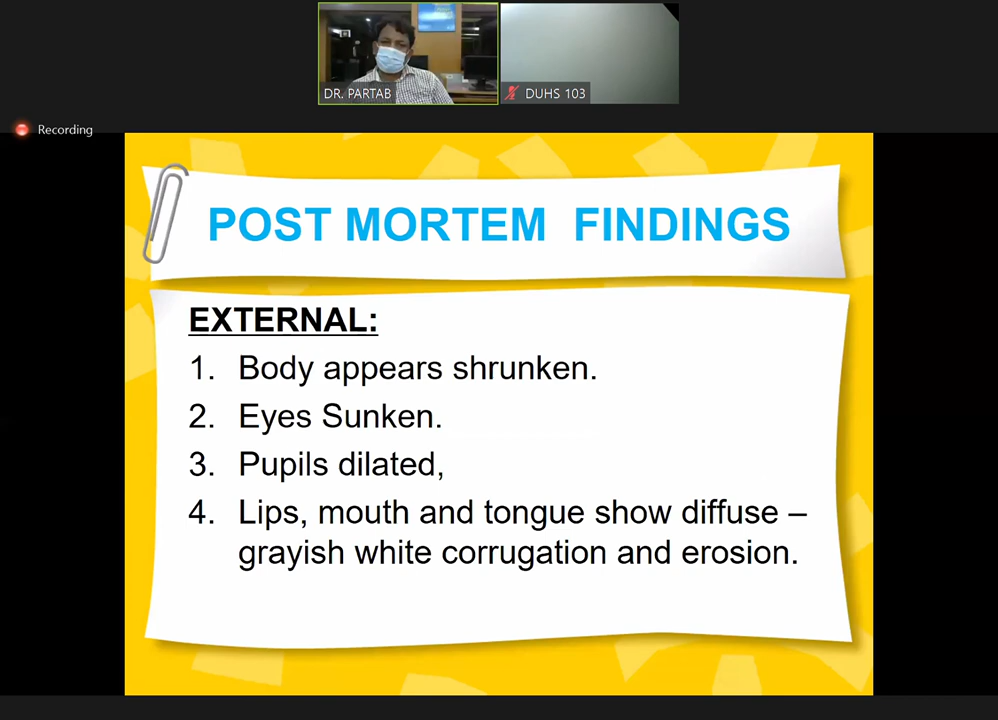 DR. PARTAB
DUHS 103
Recording
POST MORTEM FINDINGS
EXTERNAL:
1. Body appears shrunken.
2. Eyes Sunken.
3. Pupils dilated,
4. Lips, mouth and tongue show diffuse –
grayish white corrugation and erosion.